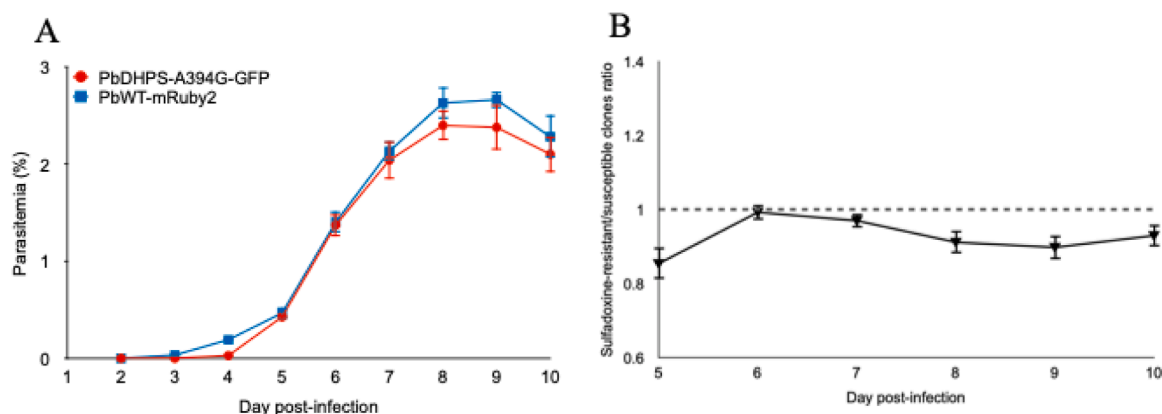 A
3
2
1
0
Parasitemia (%)
PbDHPS-A394G-GFP
PbWT-mRuby2
1 2 3 4 5 6 7 8 9 10
Day post-infection
B
1.4
1.2
1
0.8
0.6
Sulfadoxine-resistant/susceptible clones ratio
5 6 7 8 9 10
Day post-infection